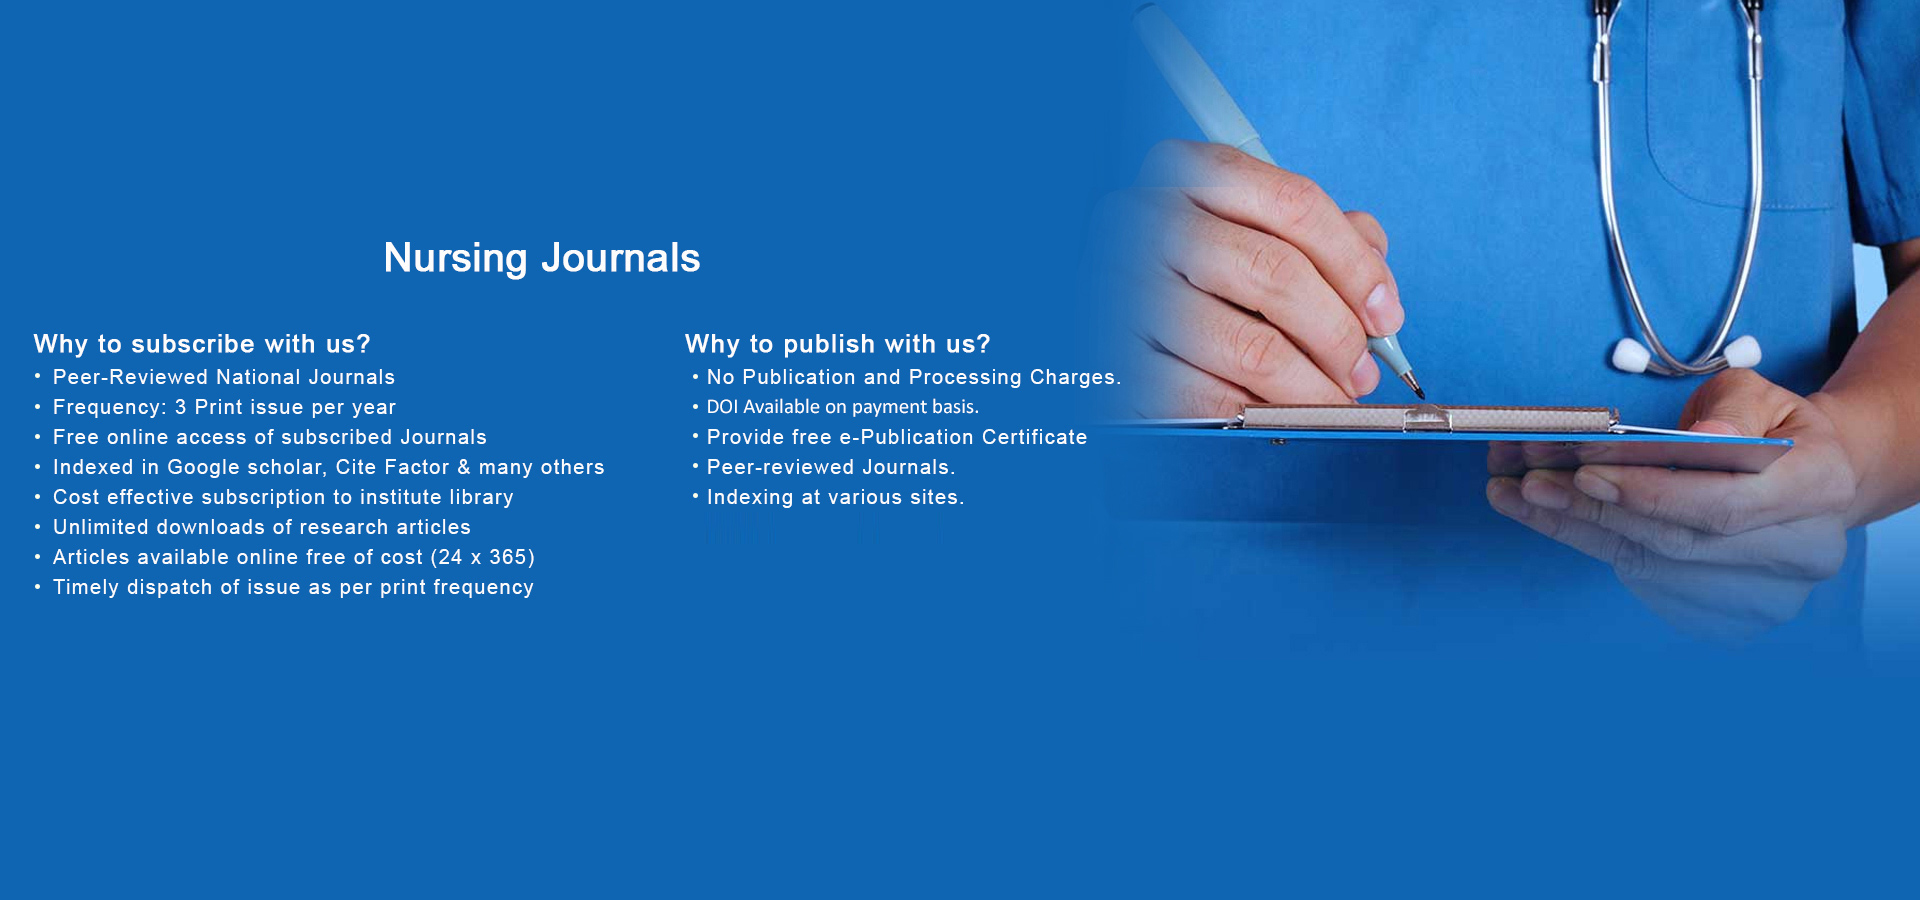 Nursing Journals
Why to subscribe with us?
• Peer-Reviewed National Journals
• Frequency: 3 Print issue per year
• Free online access of subscribed Journals
• Indexed in Google scholar, Cite Factor & many others
• Cost effective subscription to institute library
• Unlimited downloads of research articles
• Articles available online free of cost (24 x 365)
• Timely dispatch of issue as per print frequency
Why to publish with us?
• No Publication and Processing Charges.
• DOI Available on payment basis.
• Provide free e-Publication Certificate
• Peer-reviewed Journals.
• Indexing at various sites.